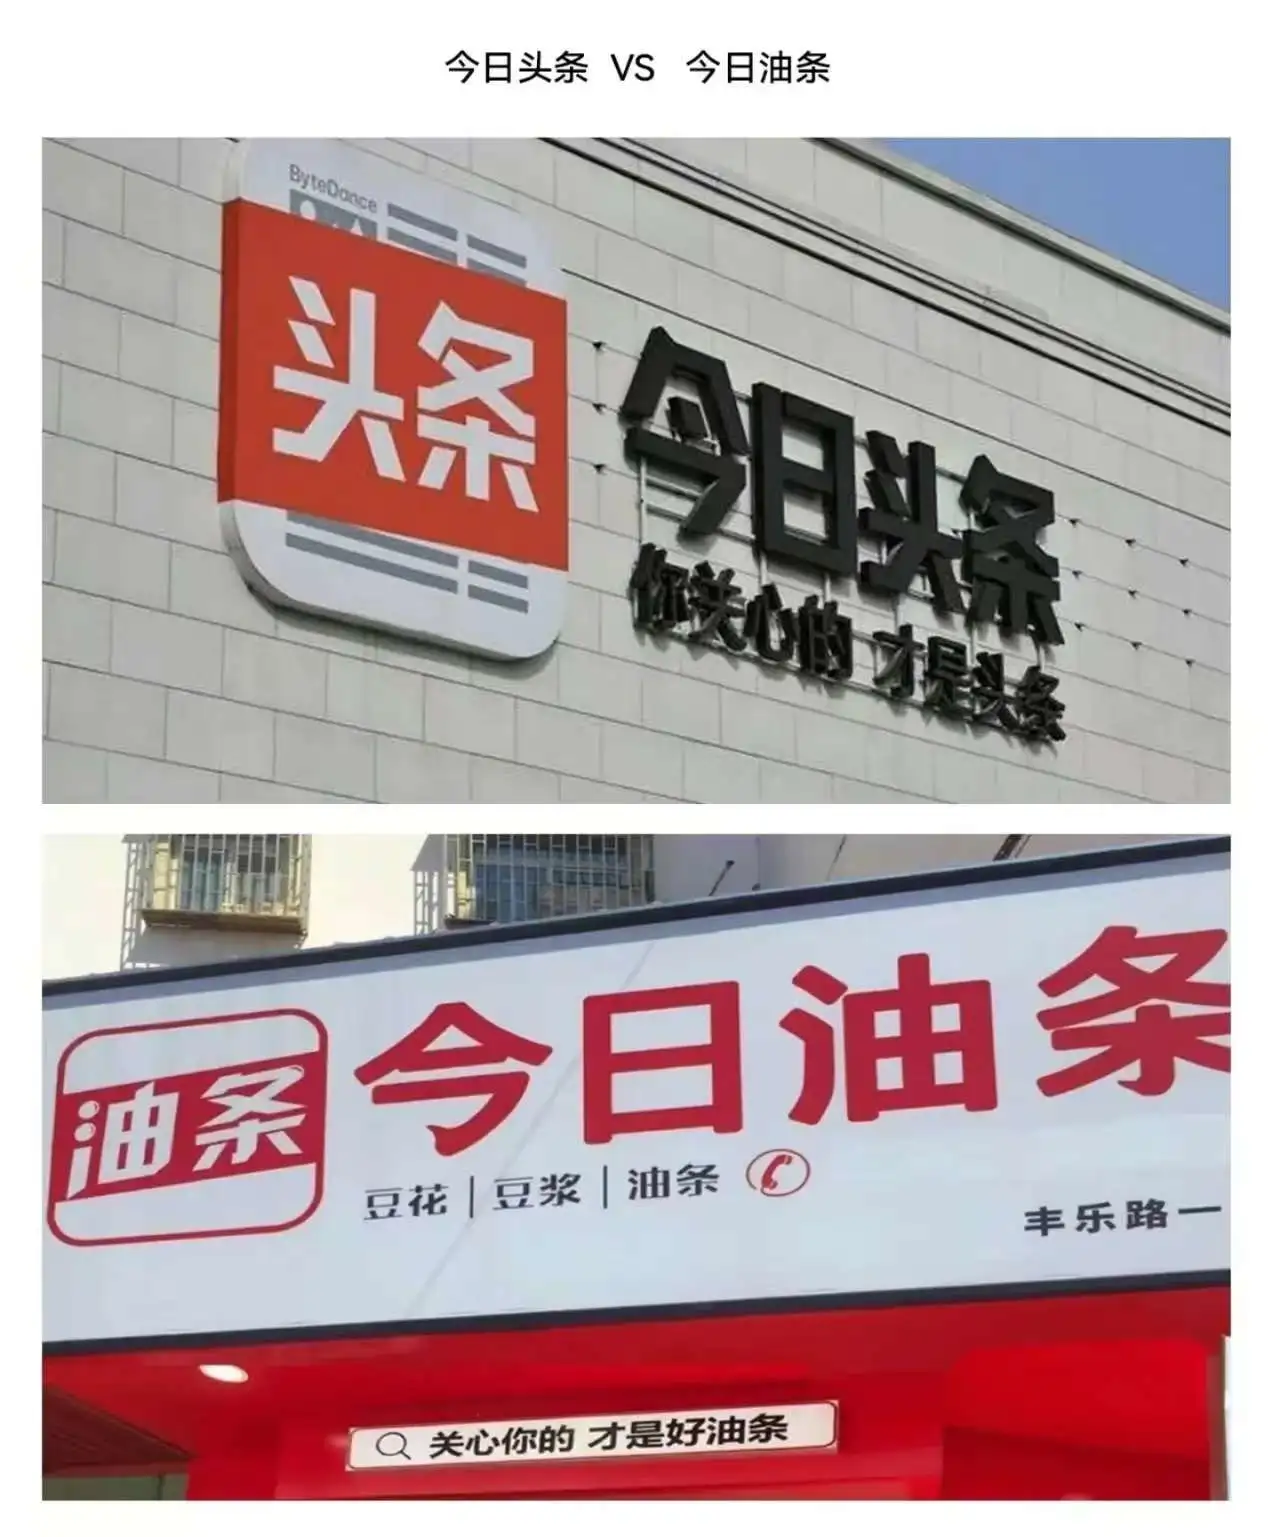 今日头条 VS 今日油条
ByteDance
头条
今日头条
你关心的 才是头条
油条
今日油条
豆花|豆浆|油条
丰乐路一
关心你的 才是好油条